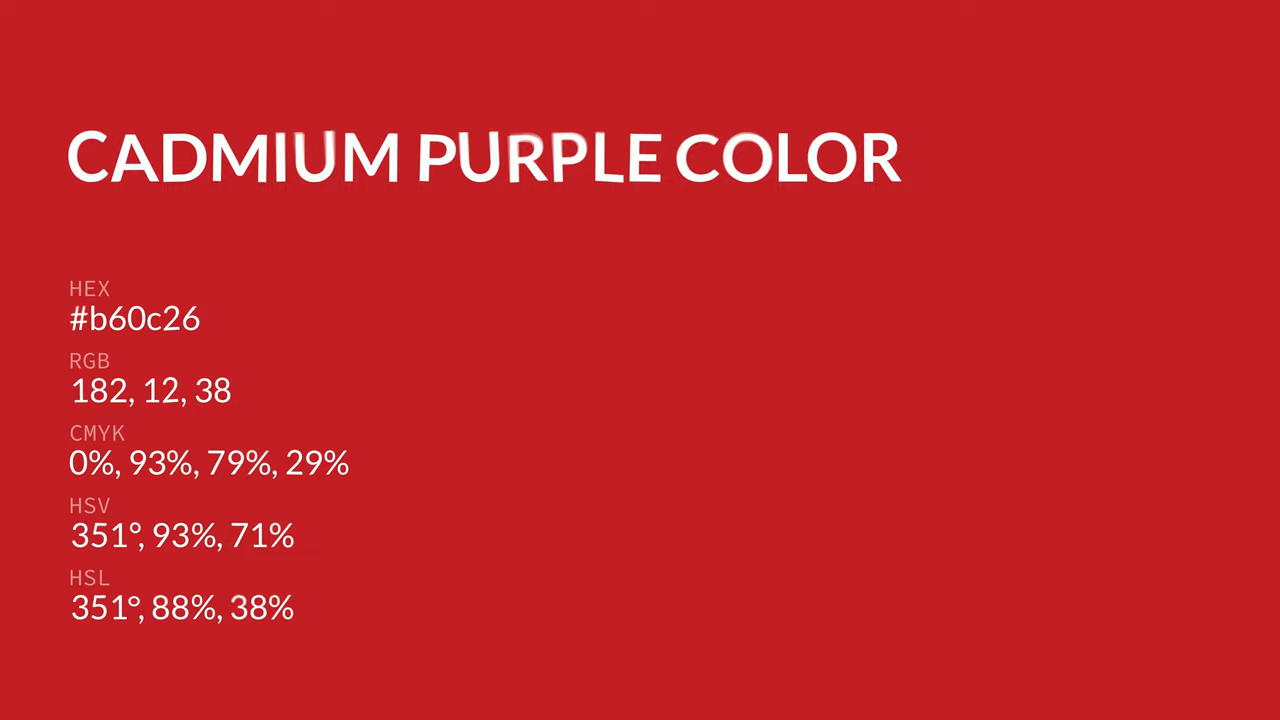 CADMIUM PURPLE COLOR
HEX
#b60c26
RGB
182, 12, 38
CMYK
0%, 93%, 79%, 29%
HSV
351°, 93%, 71%
HSL
351°, 88%, 38%